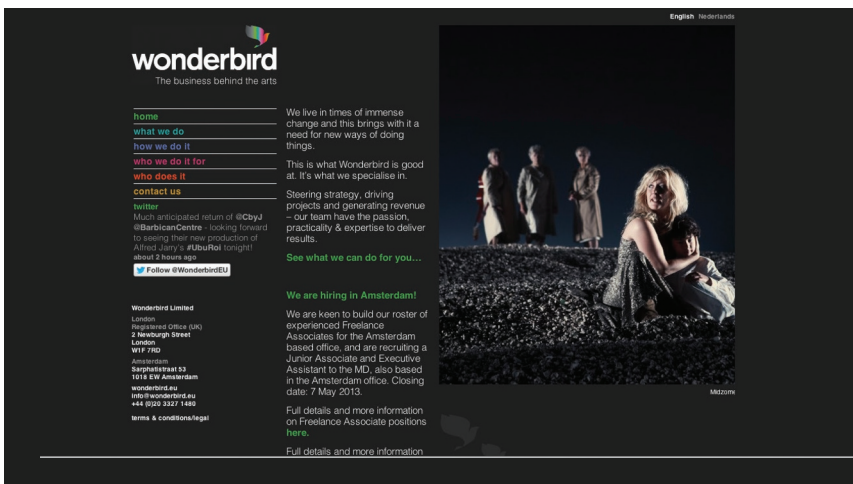 English Nederlands
wonderbird
The business behind the arts
home
what we do
how we do it
who we do it for
who does it
contact us
twitter
Much anticipated return of @CbyJ
@BarbicanCentre - looking forward
to seeing their new production of
Alfred Jarry's #UbuRoi tonight!
about 2 hours ago
Follow @WonderbirdEU
Wonderbird Limited
London
Registered Office (UK)
2 Newburgh Street
London
W1F 7RD
Amsterdam
Sarphatistraat 53
1018 EW Amsterdam
wonderbird.eu
info@wonderbird.eu
+44 (0)20 3327 1480
terms & conditions/legal
We live in times of immense
change and this brings with it a
need for new ways of doing
things.
This is what Wonderbird is good
at. It's what we specialise in.
Steering strategy, driving
projects and generating revenue
– our team have the passion,
practicality & expertise to deliver
results.
See what we can do for you…
We are hiring in Amsterdam!
We are keen to build our roster of
experienced Freelance
Associates for the Amsterdam
based office, and are recruiting a
Junior Associate and Executive
Assistant to the MD, also based
in the Amsterdam office. Closing
date: 7 May 2013.
Full details and more information
on Freelance Associate positions
here.
Full details and more information
Midzome